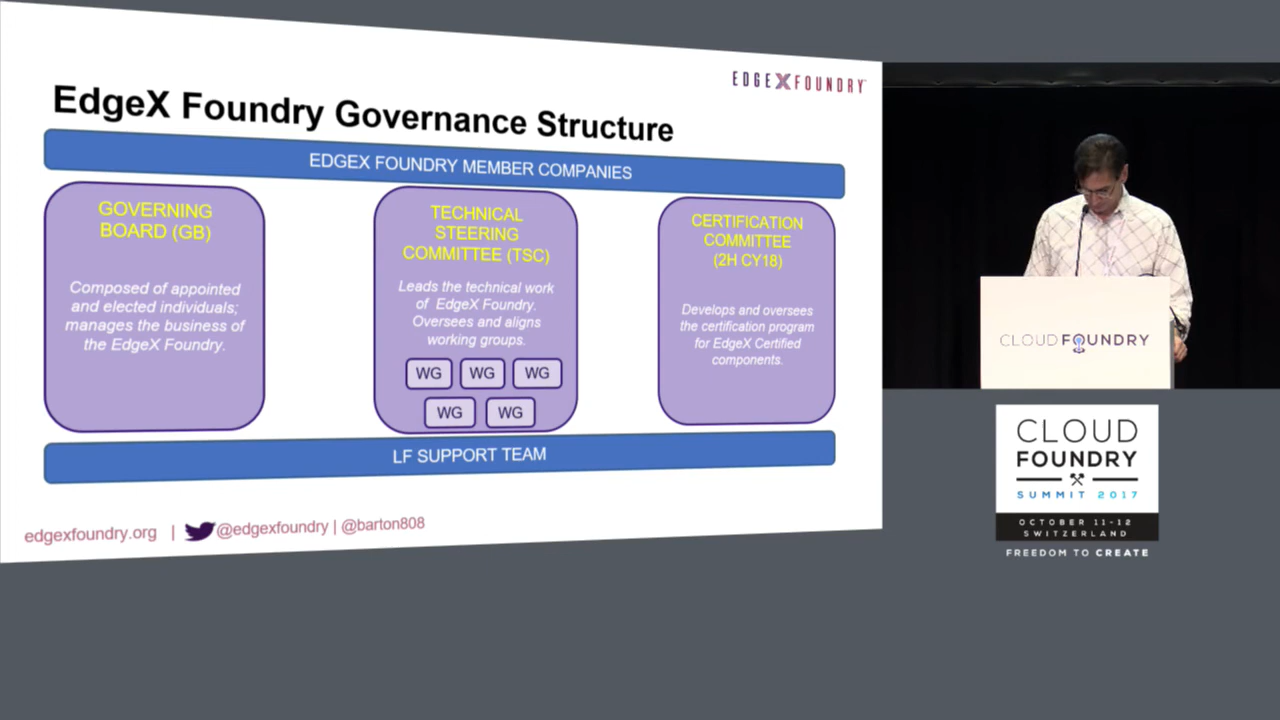 EDGEXFOUNDRY
EdgeX Foundry Governance Structure
EDGEX FOUNDRY MEMBER COMPANIES
GOVERNING
BOARD (GB)
Composed of appointed
and elected individuals;
manages the business of
the EdgeX Foundry.
TECHNICAL
STEERING
COMMITTEE (TSC)
Leads the technical work
of EdgeX Foundry.
Oversees and aligns
working groups.
WG WG WG
WG WG
CERTIFICATION
COMMITTEE
(2H CY18)
Develops and oversees
the certification program
for EdgeX Certified
components.
LF SUPPORT TEAM
edgexfoundry.org | @edgexfoundry | @barton808
CLOUDFOUNDRY
CLOUD
FOUNDRY
SUMMIT 2017
OCTOBER 11-12
SWITZERLAND
FREEDOM TO CREATE